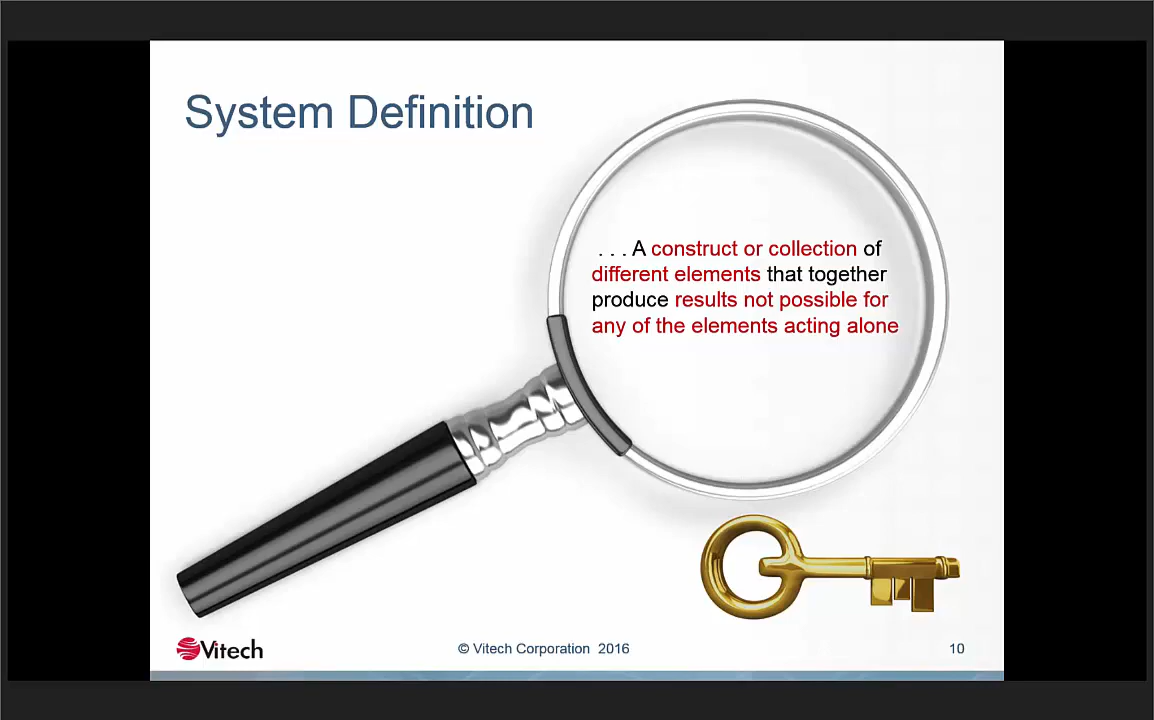 System Definition
. . . A construct or collection of
different elements that together
produce results not possible for
any of the elements acting alone
Vitech
© Vitech Corporation 2016
10